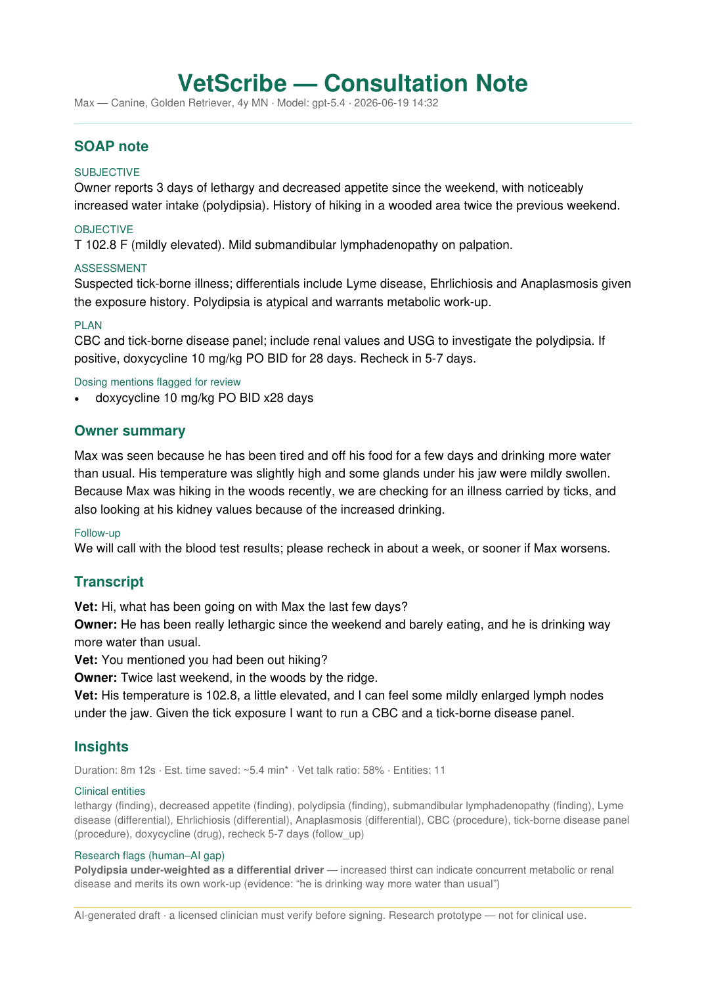 VetScribe — Consultation Note
Max — Canine, Golden Retriever, 4y MN · Model: gpt-5.4 · 2026-06-19 14:32
SOAP note
SUBJECTIVE
Owner reports 3 days of lethargy and decreased appetite since the weekend, with noticeably
increased water intake (polydipsia). History of hiking in a wooded area twice the previous weekend.
OBJECTIVE
T 102.8 F (mildly elevated). Mild submandibular lymphadenopathy on palpation.
ASSESSMENT
Suspected tick-borne illness; differentials include Lyme disease, Ehrlichiosis and Anaplasmosis given
the exposure history. Polydipsia is atypical and warrants metabolic work-up.
PLAN
CBC and tick-borne disease panel; include renal values and USG to investigate the polydipsia. If
positive, doxycycline 10 mg/kg PO BID for 28 days. Recheck in 5-7 days.
Dosing mentions flagged for review
• doxycycline 10 mg/kg PO BID x28 days
Owner summary
Max was seen because he has been tired and off his food for a few days and drinking more water
than usual. His temperature was slightly high and some glands under his jaw were mildly swollen.
Because Max was hiking in the woods recently, we are checking for an illness carried by ticks, and
also looking at his kidney values because of the increased drinking.
Follow-up
We will call with the blood test results; please recheck in about a week, or sooner if Max worsens.
Transcript
Vet: Hi, what has been going on with Max the last few days?
Owner: He has been really lethargic since the weekend and barely eating, and he is drinking way
more water than usual.
Vet: You mentioned you had been out hiking?
Owner: Twice last weekend, in the woods by the ridge.
Vet: His temperature is 102.8, a little elevated, and I can feel some mildly enlarged lymph nodes
under the jaw. Given the tick exposure I want to run a CBC and a tick-borne disease panel.
Insights
Duration: 8m 12s · Est. time saved: ~5.4 min* · Vet talk ratio: 58% · Entities: 11
Clinical entities
lethargy (finding), decreased appetite (finding), polydipsia (finding), submandibular lymphadenopathy (finding), Lyme
disease (differential), Ehrlichiosis (differential), Anaplasmosis (differential), CBC (procedure), tick-borne disease panel
(procedure), doxycycline (drug), recheck 5-7 days (follow_up)
Research flags (human–AI gap)
Polydipsia under-weighted as a differential driver — increased thirst can indicate concurrent metabolic or renal
disease and merits its own work-up (evidence: “he is drinking way more water than usual”)
AI-generated draft · a licensed clinician must verify before signing. Research prototype — not for clinical use.